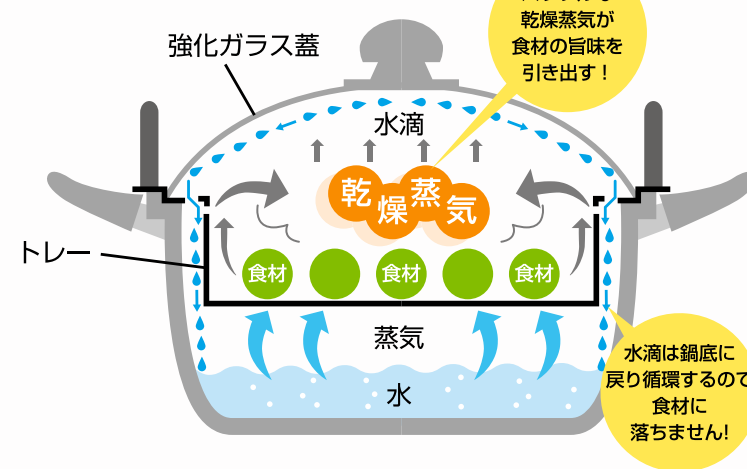 乾燥蒸気が
食材の旨味を
引き出す！
強化ガラス蓋
水滴
乾燥蒸気
トレー
食材
食材
食材
蒸気
水
水滴は鍋底に
戻り循環するので
食材に
落ちません!